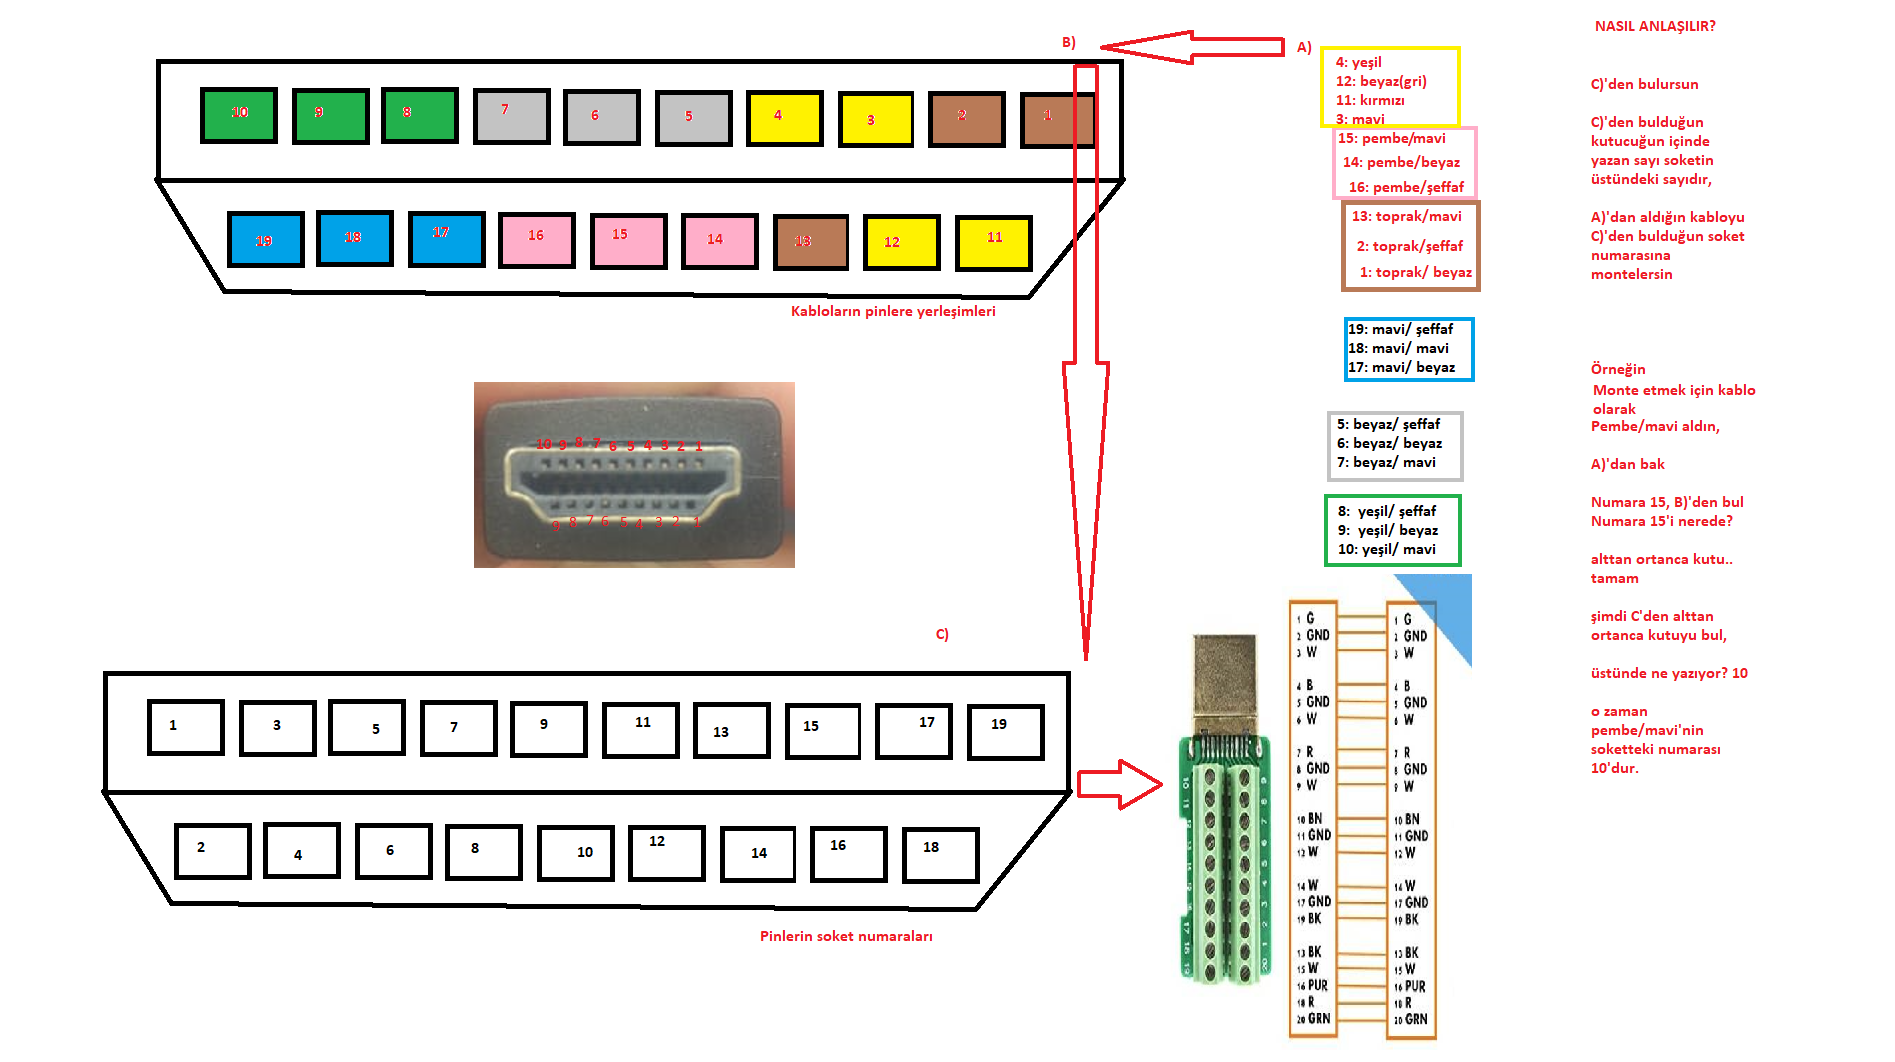 NASIL ANLAŞILIR?
B)
A)
4: yeşil
12: beyaz(gri)
11: kırmızı
3: mavi
15: pembe/mavi
14: pembe/beyaz
16: pembe/şeffaf
13: toprak/mavi
2: toprak/şeffaf
1: toprak/ beyaz
19: mavi/ şeffaf
18: mavi/ mavi
17: mavi/ beyaz
5: beyaz/ şeffaf
6: beyaz/ beyaz
7: beyaz/ mavi
8: yeşil/ şeffaf
9: yeşil/ beyaz
10: yeşil/ mavi
C)'den bulursun
C)'den bulduğun
kutucuğun içinde
yazan sayı soketin
üstündeki sayıdır,
A)'dan aldığın kabloyu
C)'den bulduğun soket
numarasına
montelersin
Örneğin
Monte etmek için kablo
olarak
Pembe/mavi aldın,
A)'dan bak
Numara 15, B)'den bul
Numara 15'i nerede?
alttan ortanca kutu..
tamam
şimdi C'den alttan
ortanca kutuyu bul,
üstünde ne yazıyor? 10
o zaman
pembe/mavi'nin
soketteki numarası
10'dur.
10 9 8 7 6 5 4 3 2 1
19 18 17 16 15 14 13 12 11
Kabloların pinlere yerleşimleri
10 9 8 7 6 5 4 3 2 1
9 8 7 6 5 4 3 2 1
C)
1 3 5 7 9 11 13 15 17 19
2 4 6 8 10 12 14 16 18
Pinlerin soket numaraları
1 G 1 G
2 GND 2 GND
3 W 3 W
4 B 4 B
5 GND 5 GND
6 W 6 W
7 R 7 R
8 GND 8 GND
9 W 9 W
10 BN 10 BN
11 GND 11 GND
12 W 12 W
14 W 14 W
17 GND 17 GND
19 BK 19 BK
13 BK 13 BK
15 W 15 W
16 PUR 16 PUR
18 R 18 R
20 GRN 20 GRN